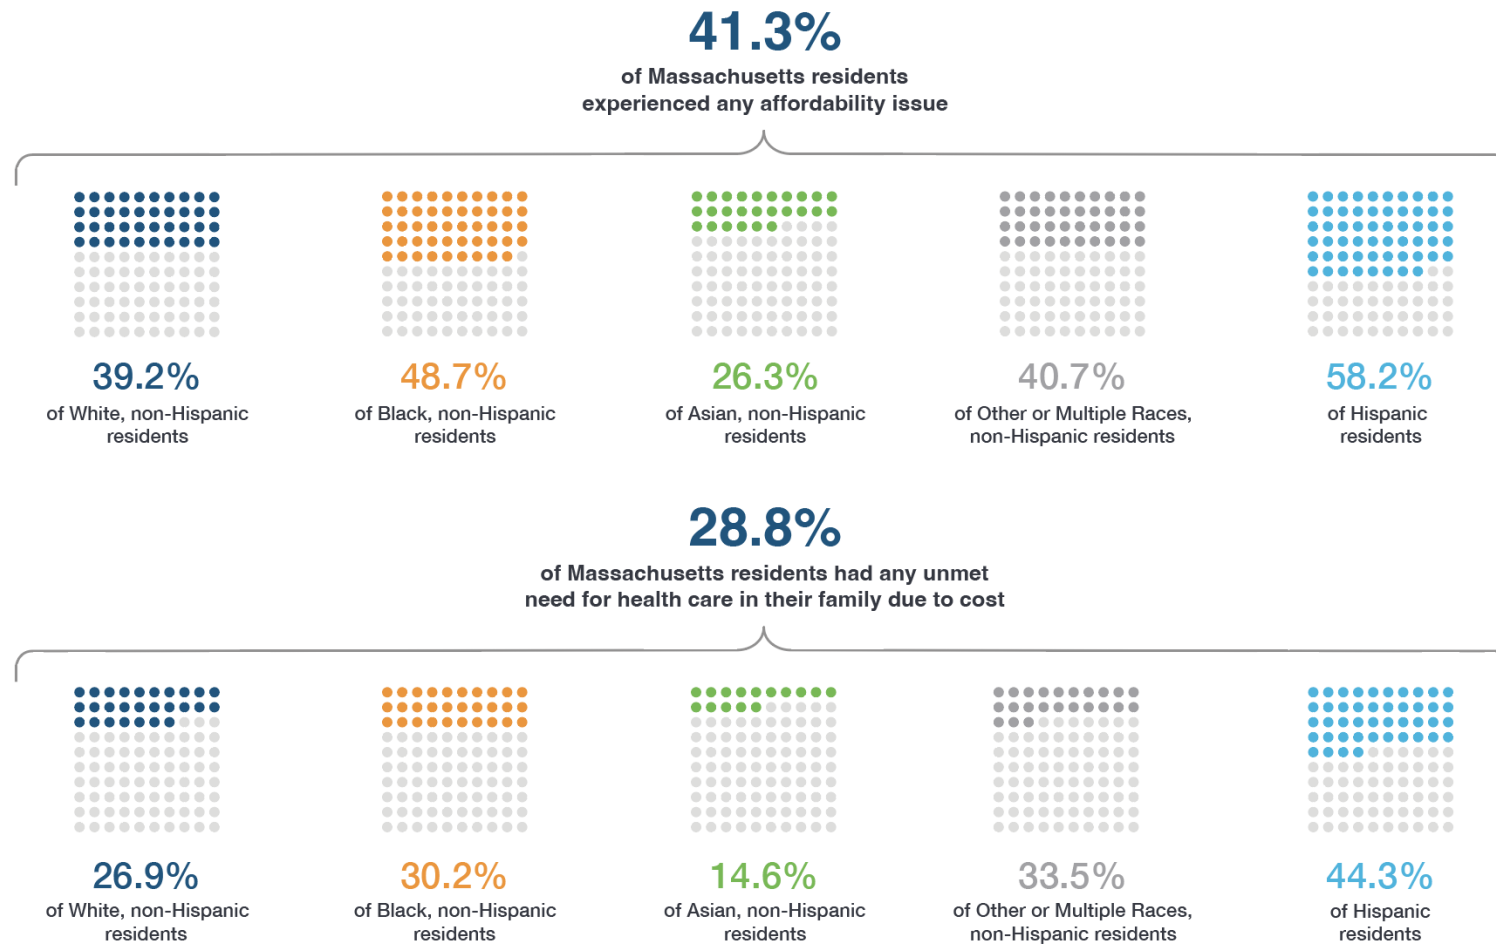 41.3%
of Massachusetts residents
experienced any affordability issue
39.2%
of White, non-Hispanic
residents
48.7%
of Black, non-Hispanic
residents
26.3%
of Asian, non-Hispanic
residents
40.7%
of Other or Multiple Races,
non-Hispanic residents
58.2%
of Hispanic
residents
28.8%
of Massachusetts residents had any unmet
need for health care in their family due to cost
26.9%
of White, non-Hispanic
residents
30.2%
of Black, non-Hispanic
residents
14.6%
of Asian, non-Hispanic
residents
33.5%
of Other or Multiple Races,
non-Hispanic residents
44.3%
of Hispanic
residents